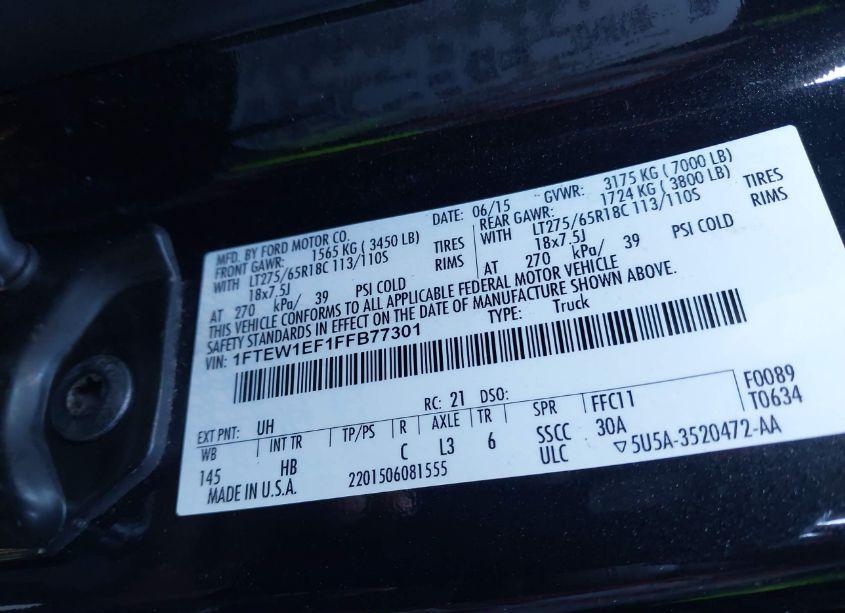 MFD. BY FORD MOTOR CO.
DATE: 06/15 GVWR: 3175 KG ( 7000 LB)
FRONT GAWR: 1565 KG ( 3450 LB) REAR GAWR: 1724 KG ( 3800 LB)
WITH LT275/65R18C 113/110S TIRES WITH LT275/65R18C 113/110S TIRES
18x7.5J RIMS 18x7.5J RIMS
AT 270 kPa/ 39 PSI COLD AT 270 kPa/ 39 PSI COLD
THIS VEHICLE CONFORMS TO ALL APPLICABLE FEDERAL MOTOR VEHICLE
SAFETY STANDARDS IN EFFECT ON THE DATE OF MANUFACTURE SHOWN ABOVE.
VIN: 1FTEW1EF1FFB77301 TYPE: Truck
EXT PNT: UH RC: 21 DSO: F0089
WB INT TR TP/PS R AXLE TR SPR FFC11 T0634
145 HB C L3 6 SSCC 30A
MADE IN U.S.A. 2201506081555 ULC ▽5U5A-3520472-AA